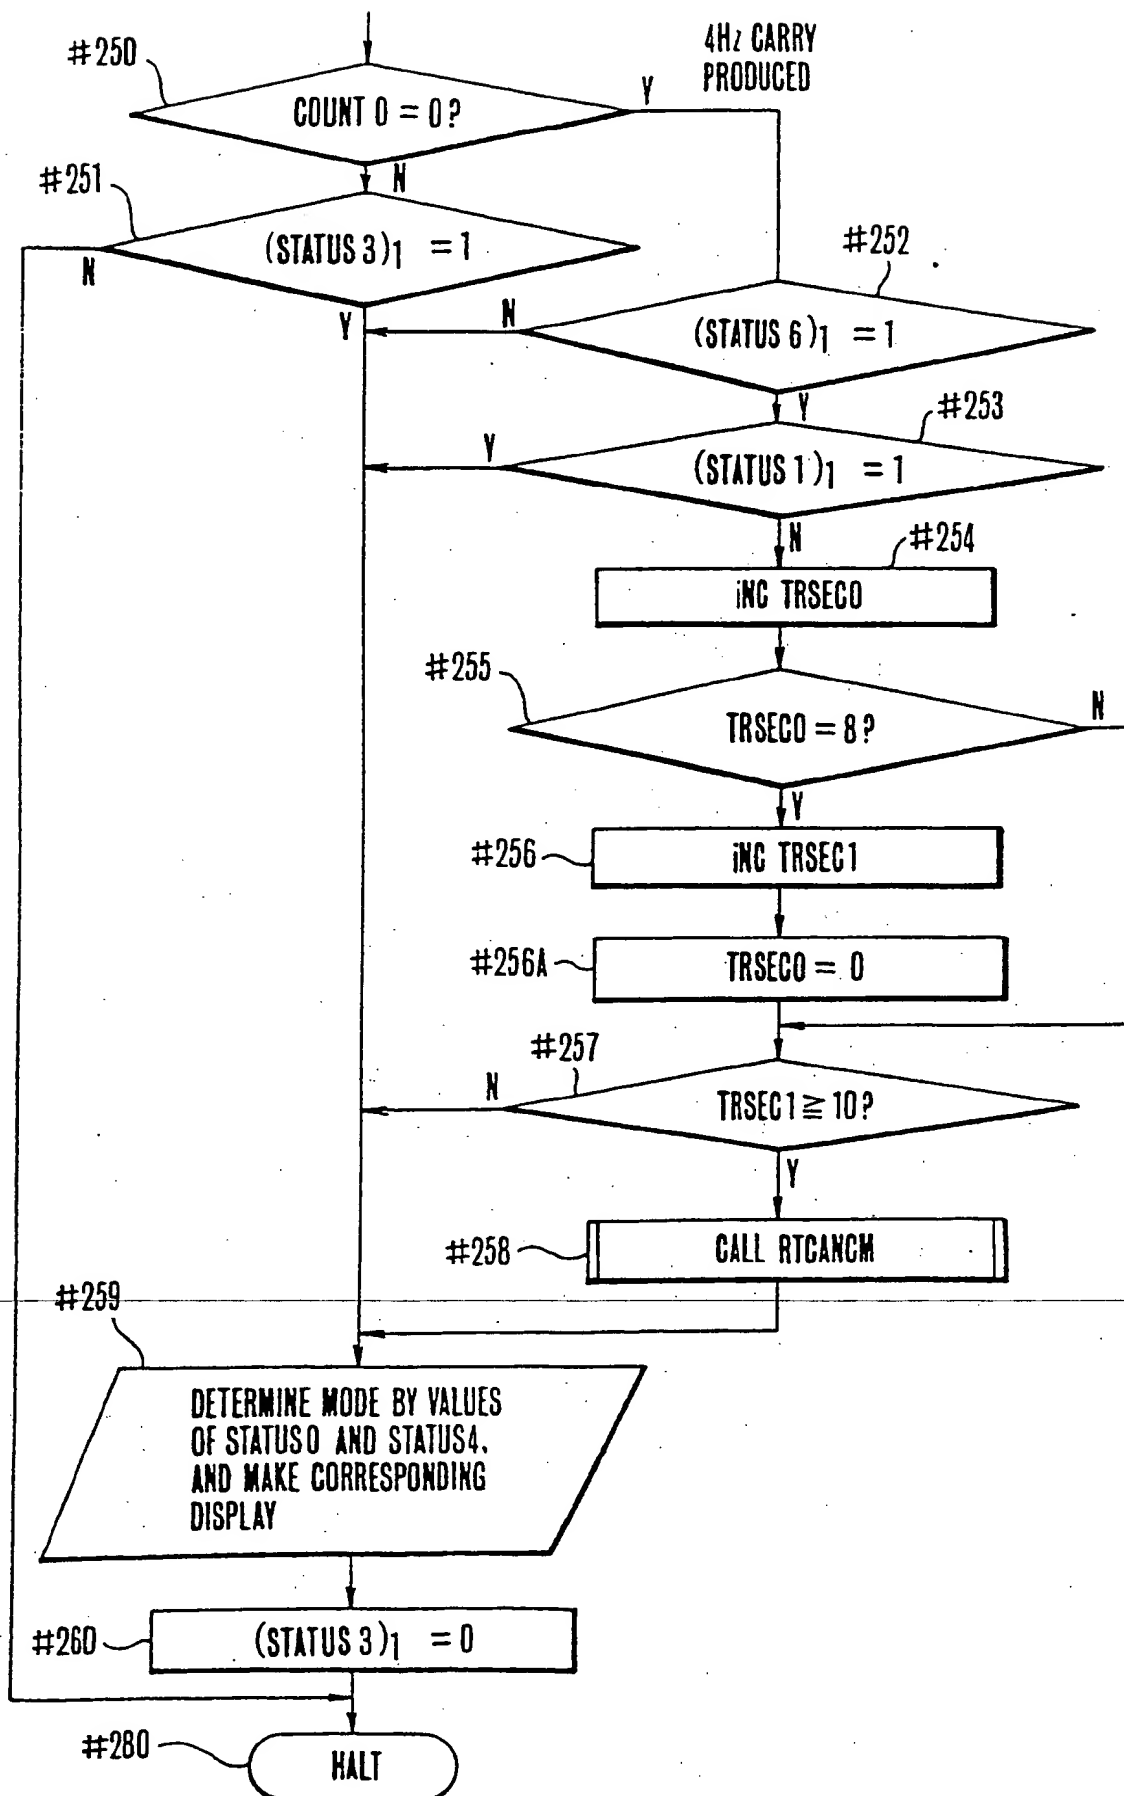 #250
4Hz CARRY
PRODUCED
COUNT 0 = 0?
Y
N
#251
(STATUS 3)1 = 1
N
Y
#252
(STATUS 6)1 = 1
N
Y
#253
(STATUS 1)1 = 1
Y
N
#254
iNC TRSEC0
#255
TRSEC0 = 8?
N
Y
#256
iNC TRSEC1
#256A
TRSEC0 = 0
#257
TRSEC1 ≧ 10?
N
Y
#258
CALL RTCANCM
#259
DETERMINE MODE BY VALUES
OF STATUS0 AND STATUS4.
AND MAKE CORRESPONDING
DISPLAY
#260
(STATUS 3)1 = 0
#280
HALT